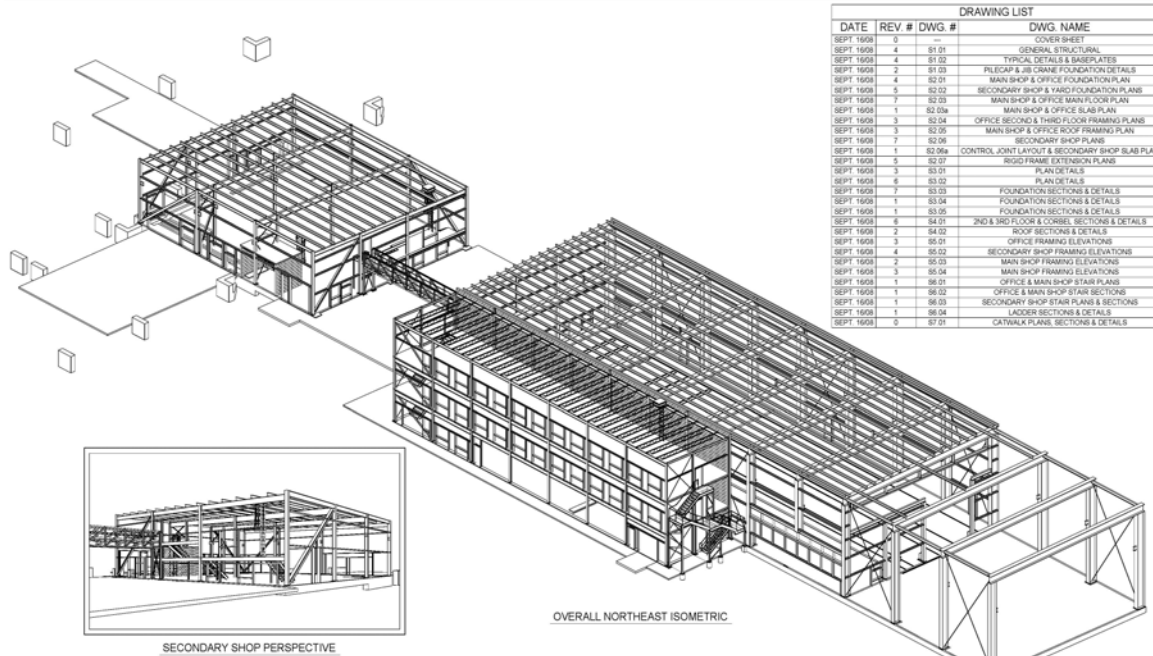 DRAWING LIST
DATE REV. # DWG. # DWG. NAME
SEPT. 16/08 0 — COVER SHEET
SEPT. 16/08 4 S1.01 GENERAL STRUCTURAL
SEPT. 16/08 4 S1.02 TYPICAL DETAILS & BASEPLATES
SEPT. 16/08 2 S1.03 PILECAP & JIB CRANE FOUNDATION DETAILS
SEPT. 16/08 4 S2.01 MAIN SHOP & OFFICE FOUNDATION PLAN
SEPT. 16/08 5 S2.02 SECONDARY SHOP & YARD FOUNDATION PLANS
SEPT. 16/08 7 S2.03 MAIN SHOP & OFFICE MAIN FLOOR PLAN
SEPT. 16/08 1 S2.03a MAIN SHOP & OFFICE SLAB PLAN
SEPT. 16/08 3 S2.04 OFFICE SECOND & THIRD FLOOR FRAMING PLANS
SEPT. 16/08 3 S2.05 MAIN SHOP & OFFICE ROOF FRAMING PLAN
SEPT. 16/08 7 S2.06 SECONDARY SHOP PLANS
SEPT. 16/08 1 S2.06a CONTROL JOINT LAYOUT & SECONDARY SHOP SLAB PLA
SEPT. 16/08 5 S2.07 RIGID FRAME EXTENSION PLANS
SEPT. 16/08 3 S3.01 PLAN DETAILS
SEPT. 16/08 6 S3.02 PLAN DETAILS
SEPT. 16/08 7 S3.03 FOUNDATION SECTIONS & DETAILS
SEPT. 16/08 1 S3.04 FOUNDATION SECTIONS & DETAILS
SEPT. 16/08 1 S3.05 FOUNDATION SECTIONS & DETAILS
SEPT. 16/08 6 S4.01 2ND & 3RD FLOOR & CORBEL SECTIONS & DETAILS
SEPT. 16/08 2 S4.02 ROOF SECTIONS & DETAILS
SEPT. 16/08 3 S5.01 OFFICE FRAMING ELEVATIONS
SEPT. 16/08 4 S5.02 SECONDARY SHOP FRAMING ELEVATIONS
SEPT. 16/08 2 S5.03 MAIN SHOP FRAMING ELEVATIONS
SEPT. 16/08 3 S5.04 MAIN SHOP FRAMING ELEVATIONS
SEPT. 16/08 1 S6.01 OFFICE & MAIN SHOP STAIR PLANS
SEPT. 16/08 1 S6.02 OFFICE & MAIN SHOP STAIR SECTIONS
SEPT. 16/08 1 S6.03 SECONDARY SHOP STAIR PLANS & SECTIONS
SEPT. 16/08 1 S6.04 LADDER SECTIONS & DETAILS
SEPT. 16/08 0 S7.01 CATWALK PLANS, SECTIONS & DETAILS
OVERALL NORTHEAST ISOMETRIC
SECONDARY SHOP PERSPECTIVE